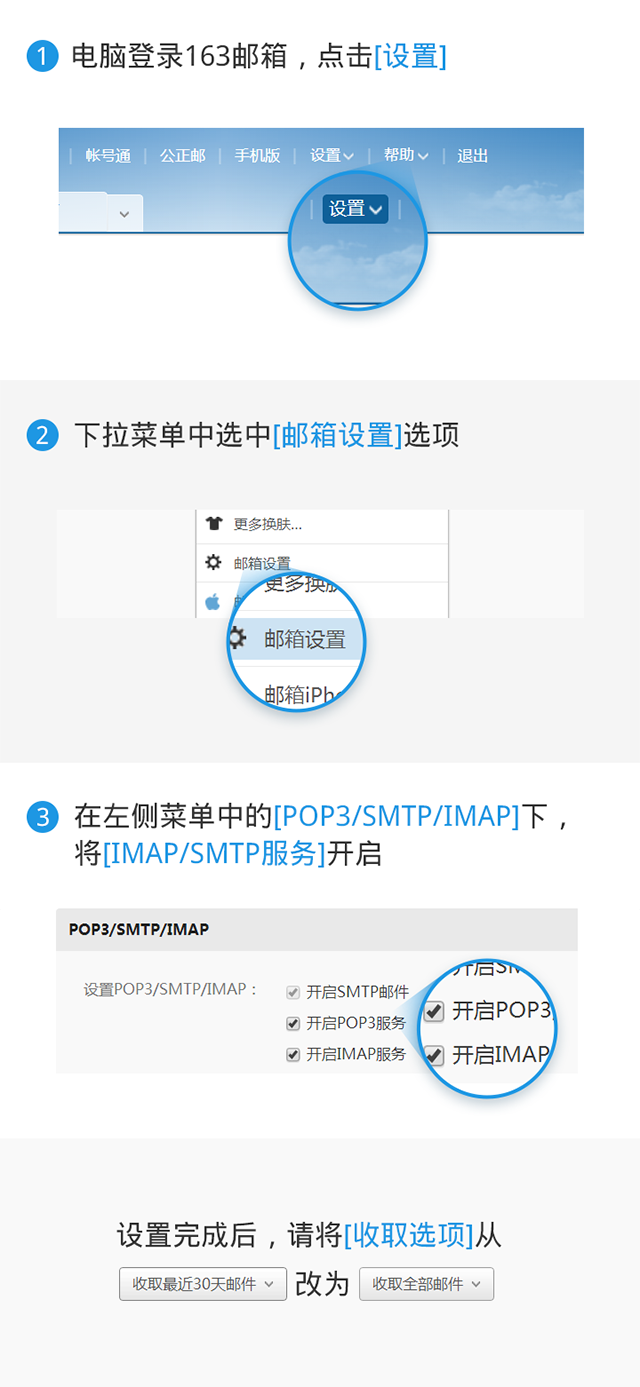 1 电脑登录163邮箱，点击[设置]
帐号通 公正邮 手机版 设置 帮助 退出
设置
2 下拉菜单中选中[邮箱设置]选项
更多换肤...
邮箱设置
更多换肤
邮箱设置
邮箱iPho
3 在左侧菜单中的[POP3/SMTP/IMAP]下，
将[IMAP/SMTP服务]开启
POP3/SMTP/IMAP
设置POP3/SMTP/IMAP：
开启SMTP邮件
开启POP3服务
开启IMAP服务
开启SM
开启POP3
开启IMAP
设置完成后，请将[收取选项]从
收取最近30天邮件 改为 收取全部邮件